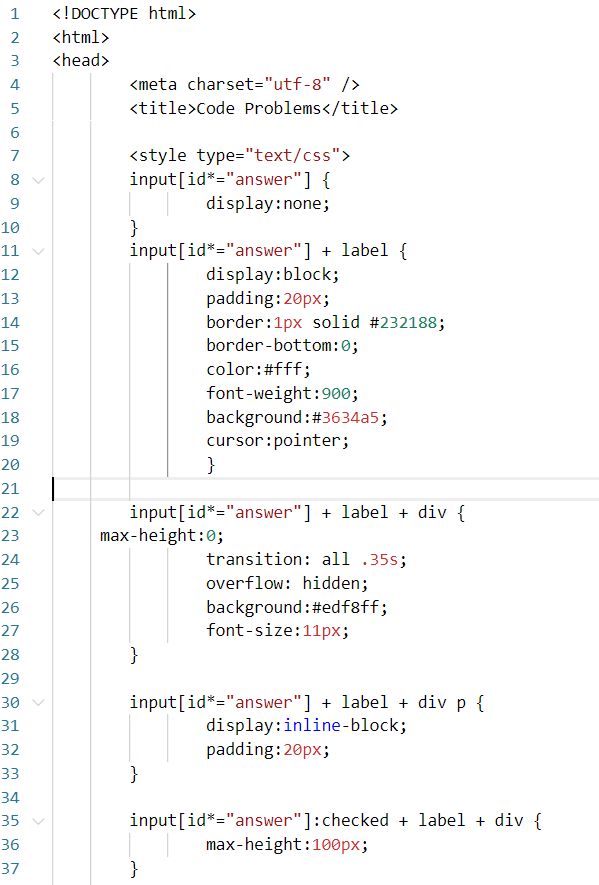 1 <!DOCTYPE html>
2 <html>
3 <head>
4 <meta charset="utf-8" />
5 <title>Code Problems</title>
6
7 <style type="text/css">
8 input[id*="answer"] {
9 display:none;
10 }
11 input[id*="answer"] + label {
12 display:block;
13 padding:20px;
14 border:1px solid #232188;
15 border-bottom:0;
16 color:#fff;
17 font-weight:900;
18 background:#3634a5;
19 cursor:pointer;
20 }
21
22 input[id*="answer"] + label + div {
23 max-height:0;
24 transition: all .35s;
25 overflow: hidden;
26 background:#edf8ff;
27 font-size:11px;
28 }
29
30 input[id*="answer"] + label + div p {
31 display:inline-block;
32 padding:20px;
33 }
34
35 input[id*="answer"]:checked + label + div {
36 max-height:100px;
37 }